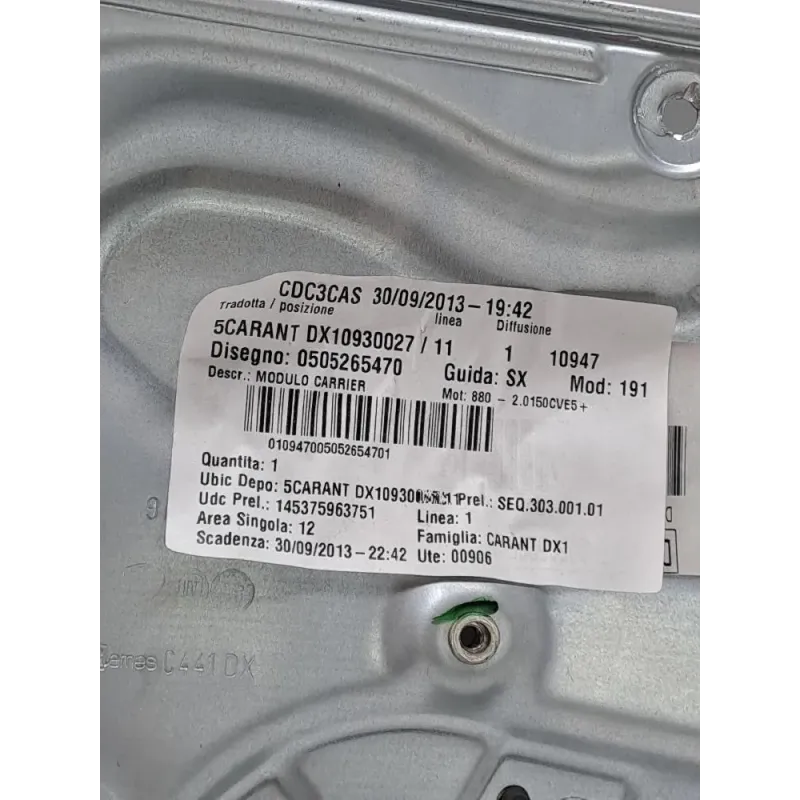 CDC3CAS 30/09/2013-19:42
Tradotta / posizione linea Diffusione
5CARANT DX10930027 / 11 1 10947
Disegno: 0505265470 Guida: SX Mod: 191
Descr.: MODULO CARRIER Mot: 880 - 2.0150CVE5+
010947005052654701
Quantita: 1
Ubic Depo: 5CARANT DX10930 Prel.: SEQ.303.001.01
Udc Prel.: 145375963751 Linea: 1
Area Singola: 12 Famiglia: CARANT DX1
Scadenza: 30/09/2013-22:42 Ute: 00906
9
C441DX